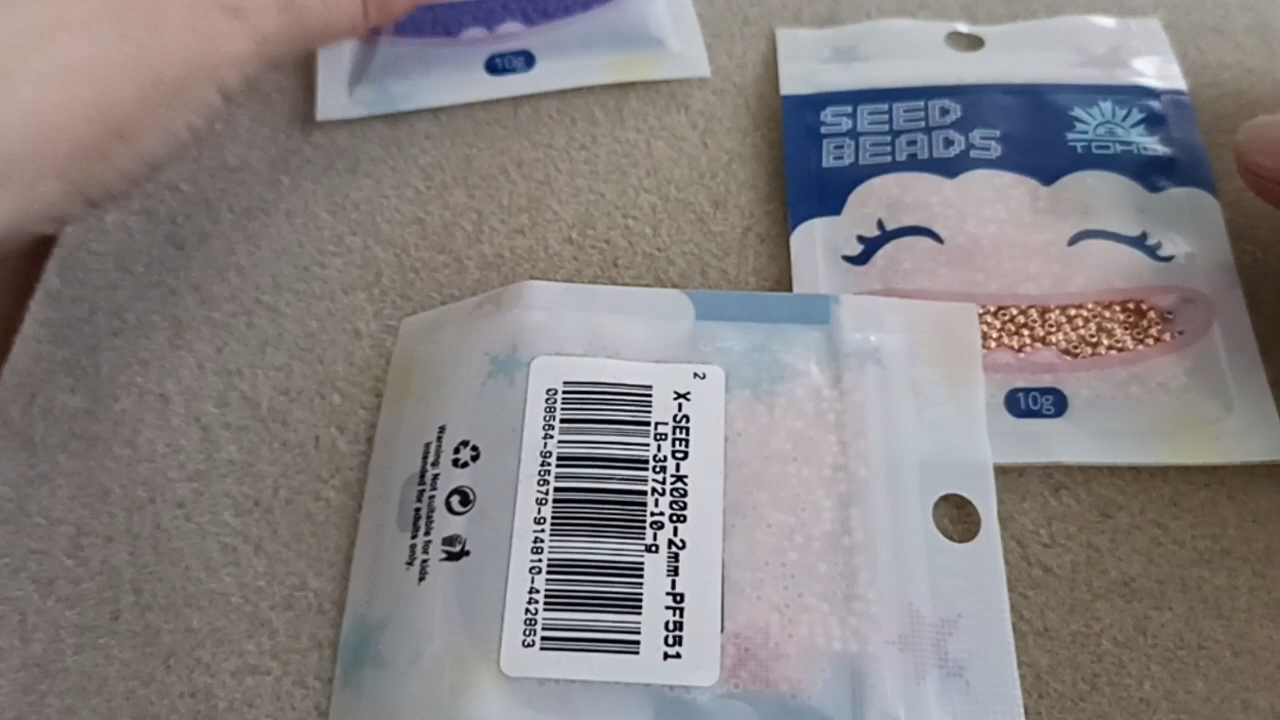 10g
SEED
BEADS
TOHO
10g
2
X-SEED-K008-2mm-PF551
LB-3572-10-g
008564-945679-914810-442853
Warning: Not suitable for kids.
Intended for adults only.